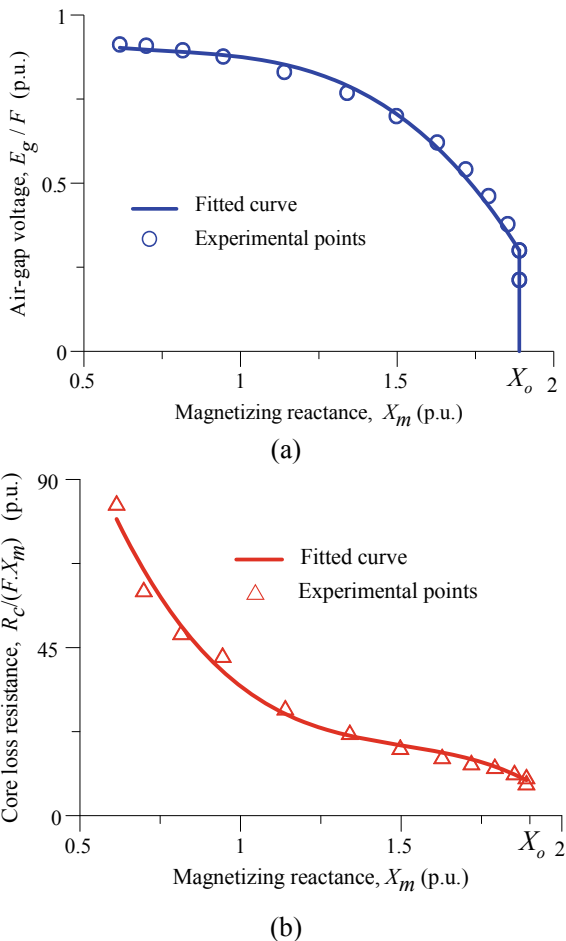 1
Air-gap voltage, E_g / F (p.u.)
0.5
Fitted curve
Experimental points
0
0.5
1
1.5
X_o
2
Magnetizing reactance, X_m (p.u.)
(a)
90
Core loss resistance, R_c/(F.X_m) (p.u.)
Fitted curve
Experimental points
45
0
0.5
1
1.5
X_o
2
Magnetizing reactance, X_m (p.u.)
(b)